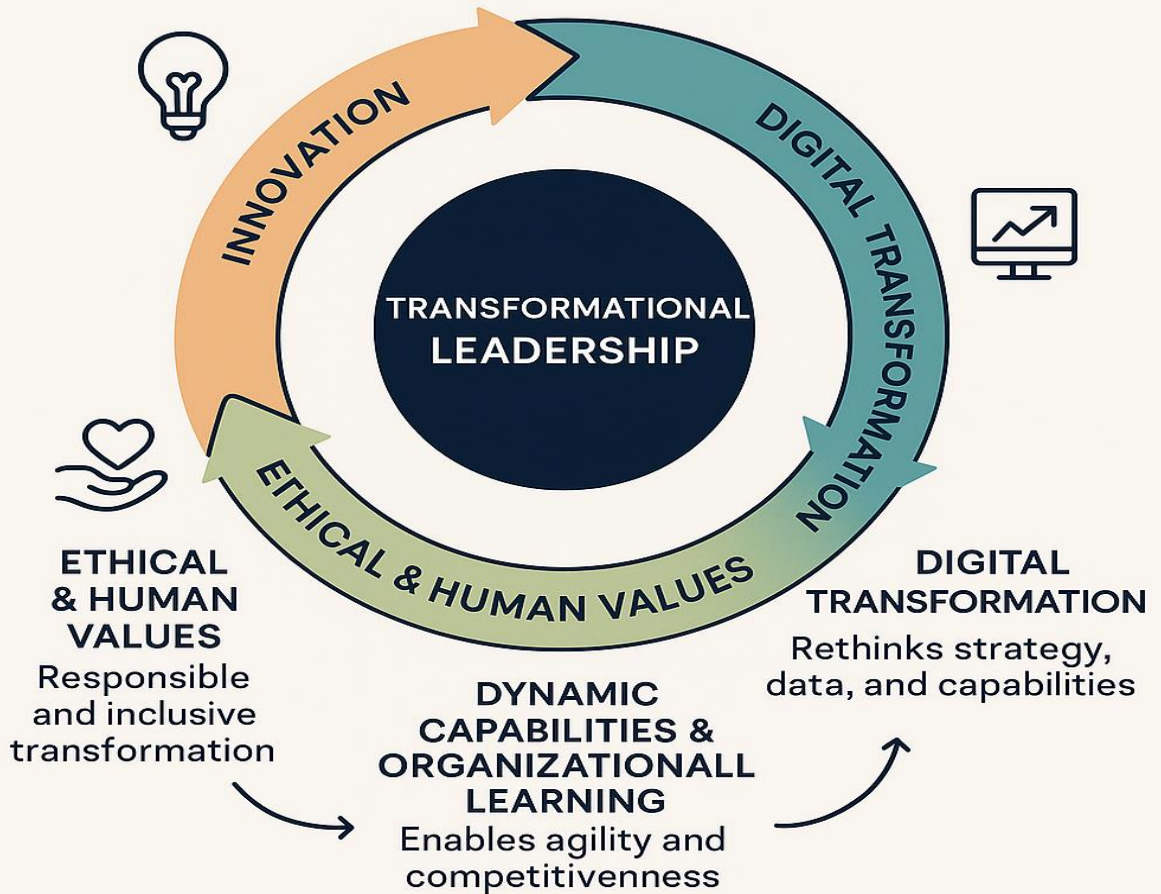 INNOVATION
DIGITAL TRANSFORMATION
TRANSFORMATIONAL
LEADERSHIP
ETHICAL & HUMAN VALUES
ETHICAL
& HUMAN
VALUES
Responsible
and inclusive
transformation
DYNAMIC
CAPABILITIES &
ORGANIZATIONALL
LEARNING
Enables agility and
competitivenness
DIGITAL
TRANSFORMATION
Rethinks strategy,
data, and capabilities